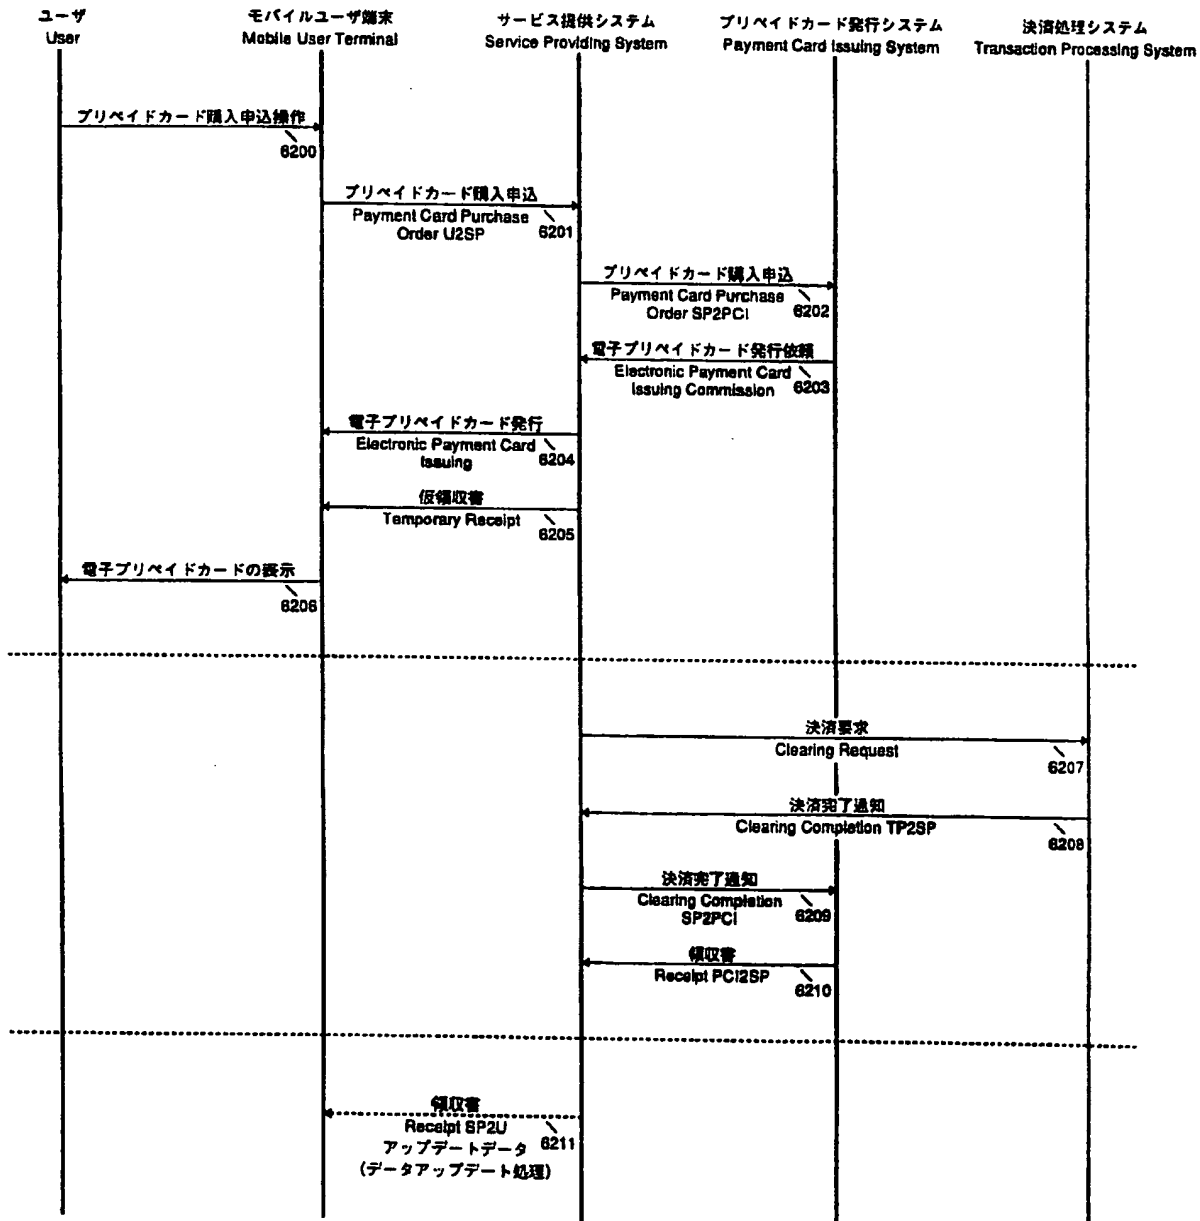 ユーザ
User
モバイルユーザ端末
Mobile User Terminal
サービス提供システム
Service Providing System
プリペイドカード発行システム
Payment Card Issuing System
決済処理システム
Transaction Processing System
プリペイドカード購入申込操作
6200
プリペイドカード購入申込
Payment Card Purchase
Order U2SP
6201
プリペイドカード購入申込
Payment Card Purchase
Order SP2PCI
6202
電子プリペイドカード発行依頼
Electronic Payment Card
Issuing Commission
6203
電子プリペイドカード発行
Electronic Payment Card
Issuing
6204
仮領収書
Temporary Receipt
6205
電子プリペイドカードの表示
6206
決済要求
Clearing Request
6207
決済完了通知
Clearing Completion TP2SP
6208
決済完了通知
Clearing Completion
SP2PCI
6209
領収書
Receipt PCI2SP
6210
領収書
Receipt SP2U
6211
アップデートデータ
(データアップデート処理)